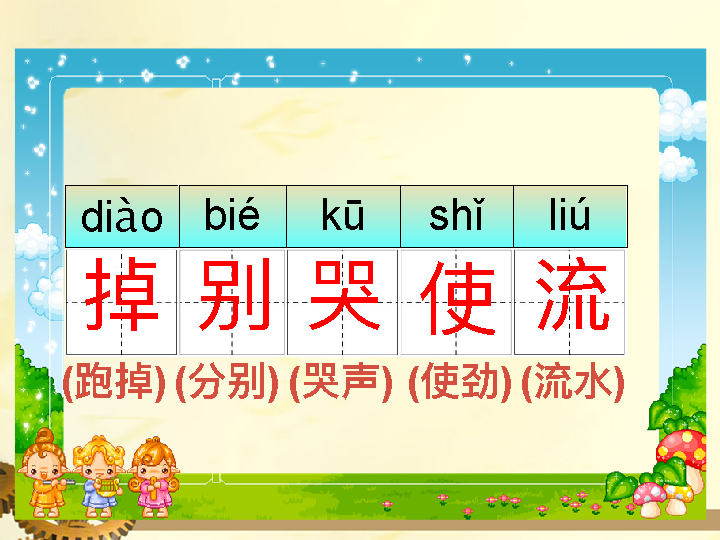 diào bié kū shǐ liú
掉 别 哭 使 流
(跑掉) (分别) (哭声) (使劲) (流水)